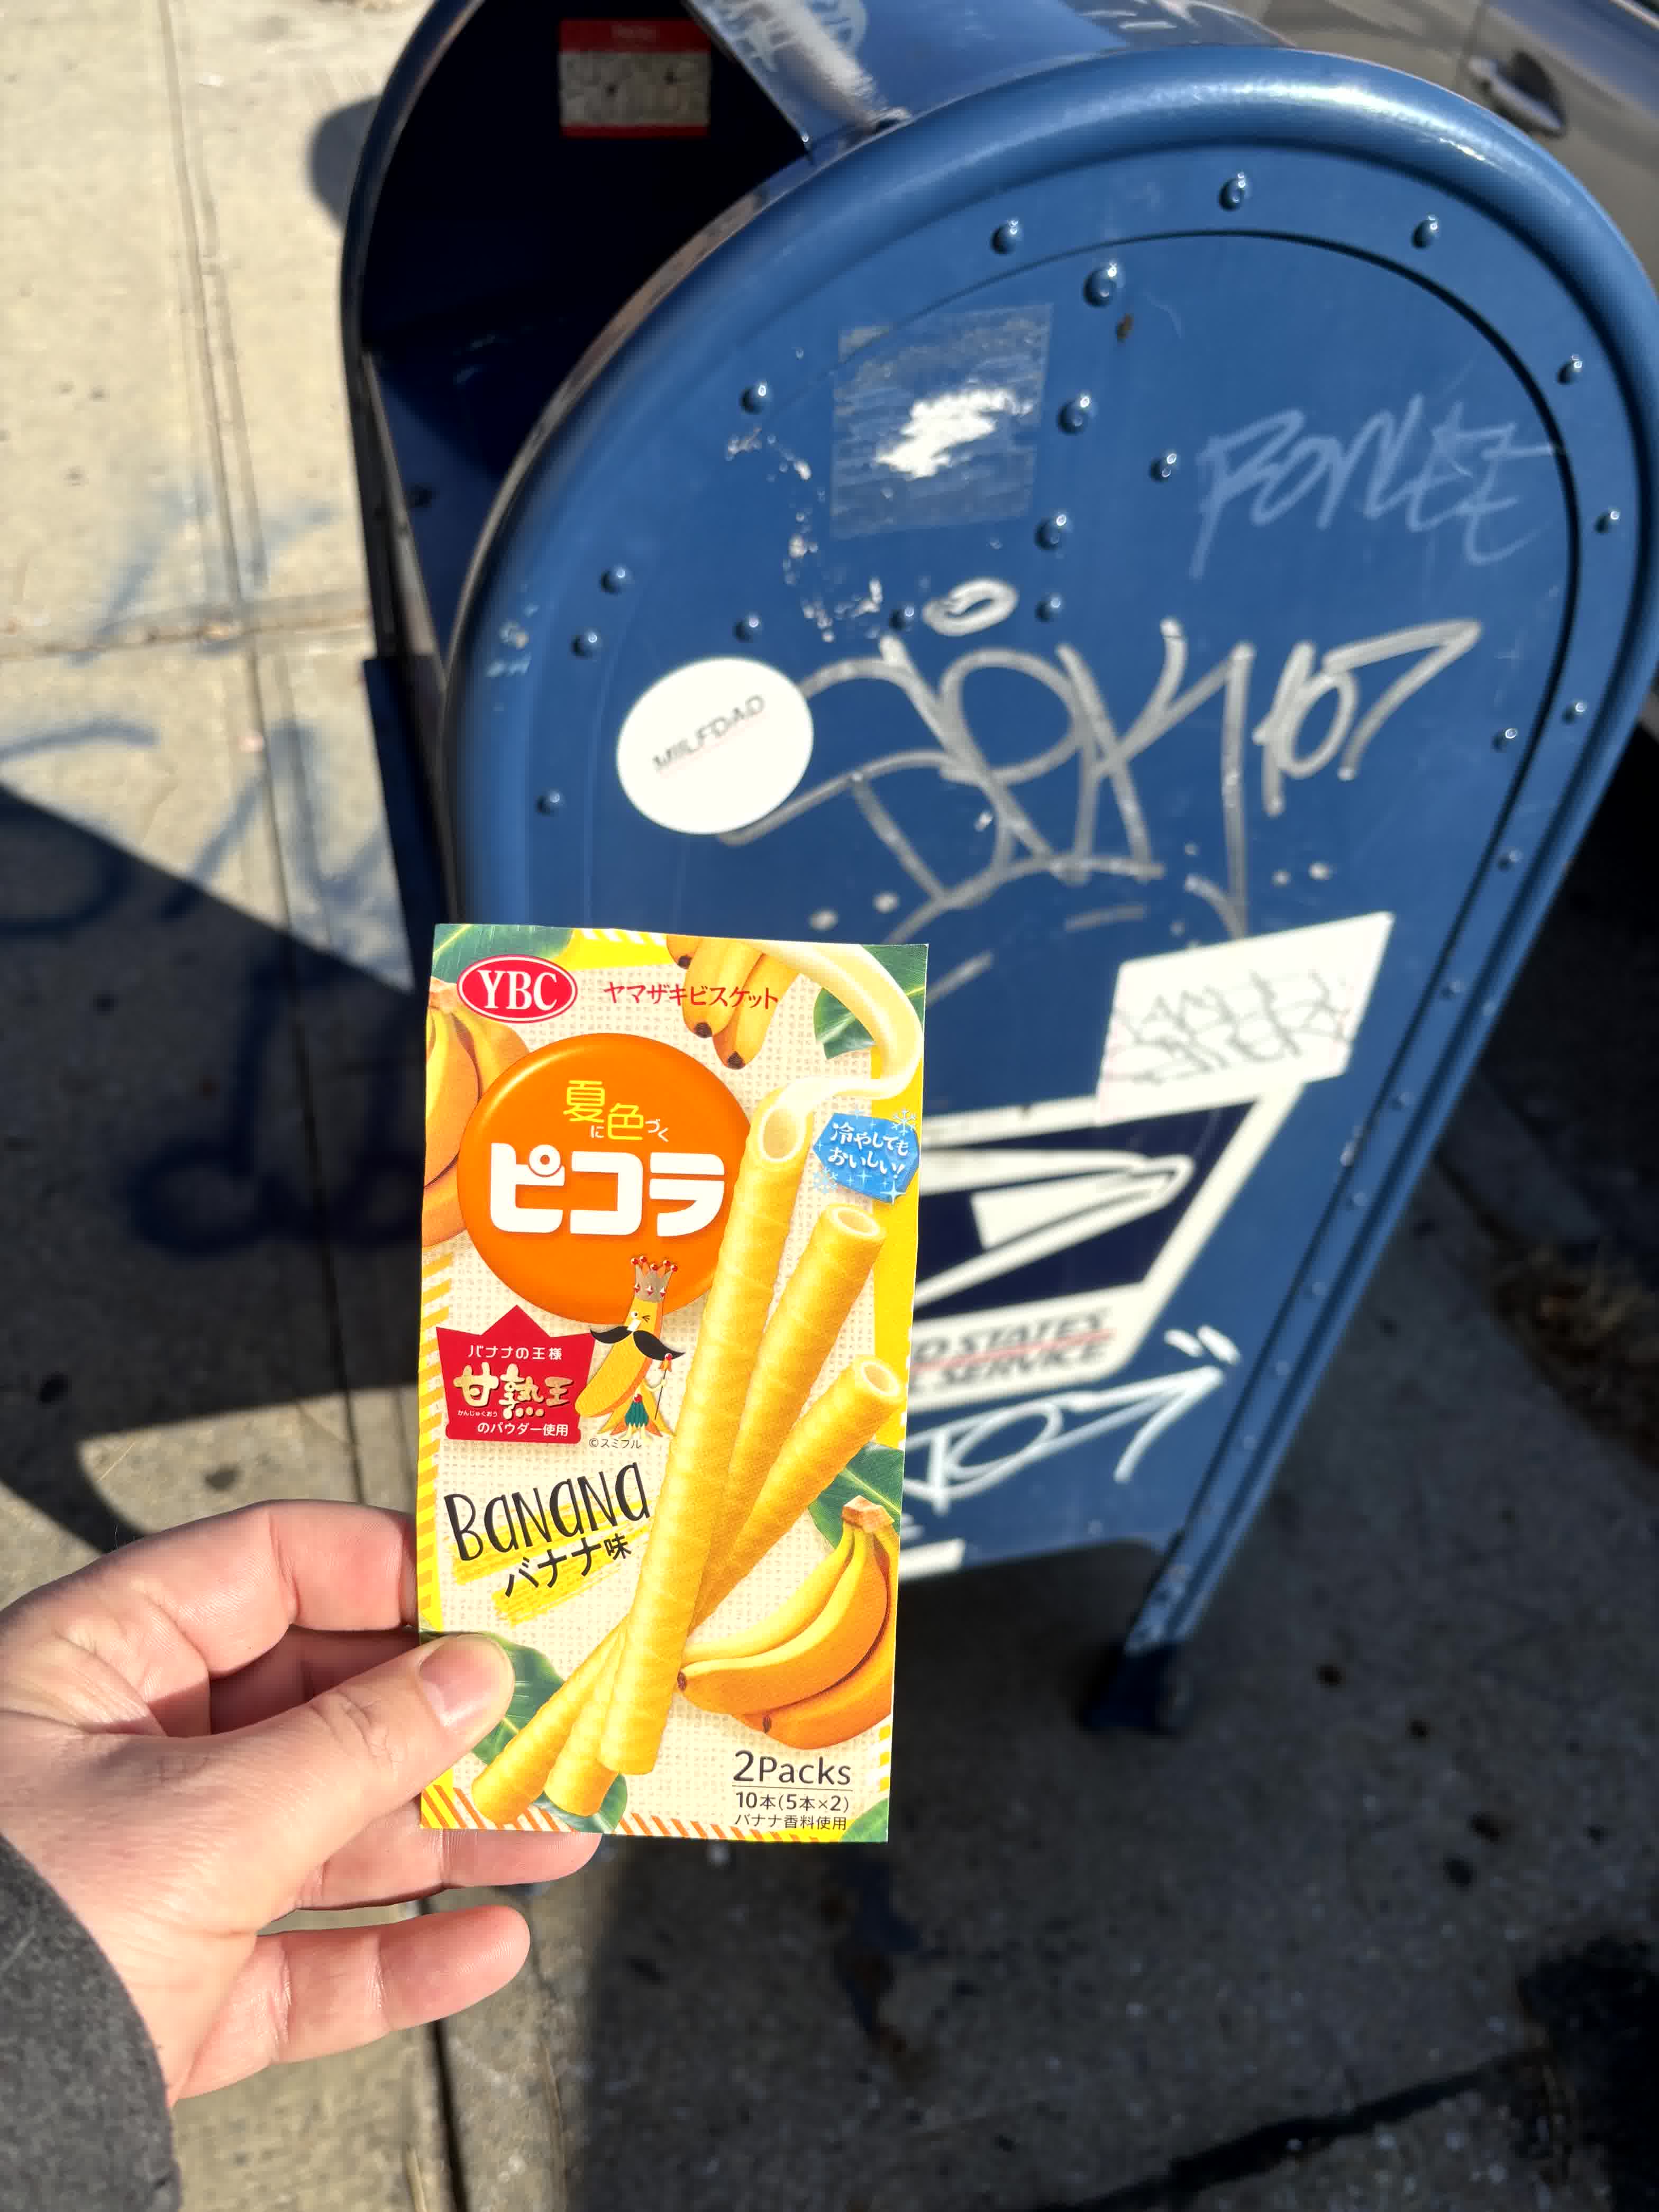 MILFDAD
YBC
ヤマザキビスケット
夏に色づく
ピコラ
冷やしても
おいしい!
バナナの王様
甘熟王
かんじゅくおう
のパウダー使用
©スミフル
BANANA
バナナ味
2Packs
10本(5本×2)
バナナ香料使用
D STATES
L SERVICE